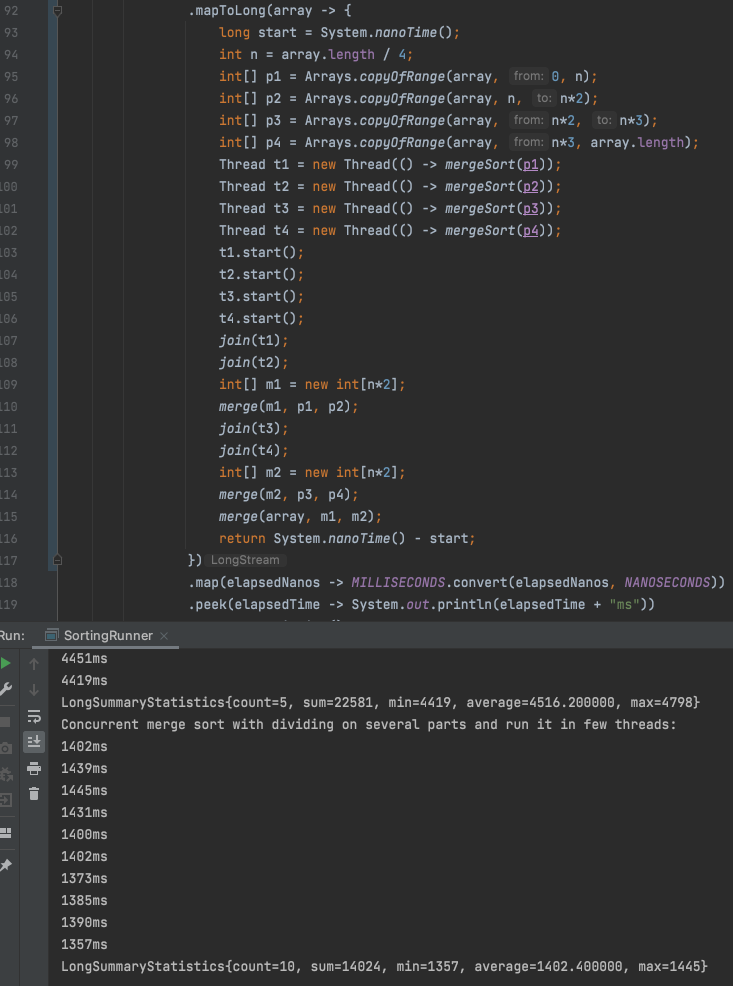 92 .mapToLong(array -> {
93 long start = System.nanoTime();
94 int n = array.length / 4;
95 int[] p1 = Arrays.copyOfRange(array, from: 0, n);
96 int[] p2 = Arrays.copyOfRange(array, n, to: n*2);
97 int[] p3 = Arrays.copyOfRange(array, from: n*2, to: n*3);
98 int[] p4 = Arrays.copyOfRange(array, from: n*3, array.length);
99 Thread t1 = new Thread(() -> mergeSort(p1));
100 Thread t2 = new Thread(() -> mergeSort(p2));
101 Thread t3 = new Thread(() -> mergeSort(p3));
102 Thread t4 = new Thread(() -> mergeSort(p4));
103 t1.start();
104 t2.start();
105 t3.start();
106 t4.start();
107 join(t1);
108 join(t2);
109 int[] m1 = new int[n*2];
110 merge(m1, p1, p2);
111 join(t3);
112 join(t4);
113 int[] m2 = new int[n*2];
114 merge(m2, p3, p4);
115 merge(array, m1, m2);
116 return System.nanoTime() - start;
117 }) LongStream
118 .map(elapsedNanos -> MILLISECONDS.convert(elapsedNanos, NANOSECONDS))
119 .peek(elapsedTime -> System.out.println(elapsedTime + "ms"))
Run: SortingRunner
4451ms
4419ms
LongSummaryStatistics{count=5, sum=22581, min=4419, average=4516.200000, max=4798}
Concurrent merge sort with dividing on several parts and run it in few threads:
1402ms
1439ms
1445ms
1431ms
1400ms
1402ms
1373ms
1385ms
1390ms
1357ms
LongSummaryStatistics{count=10, sum=14024, min=1357, average=1402.400000, max=1445}